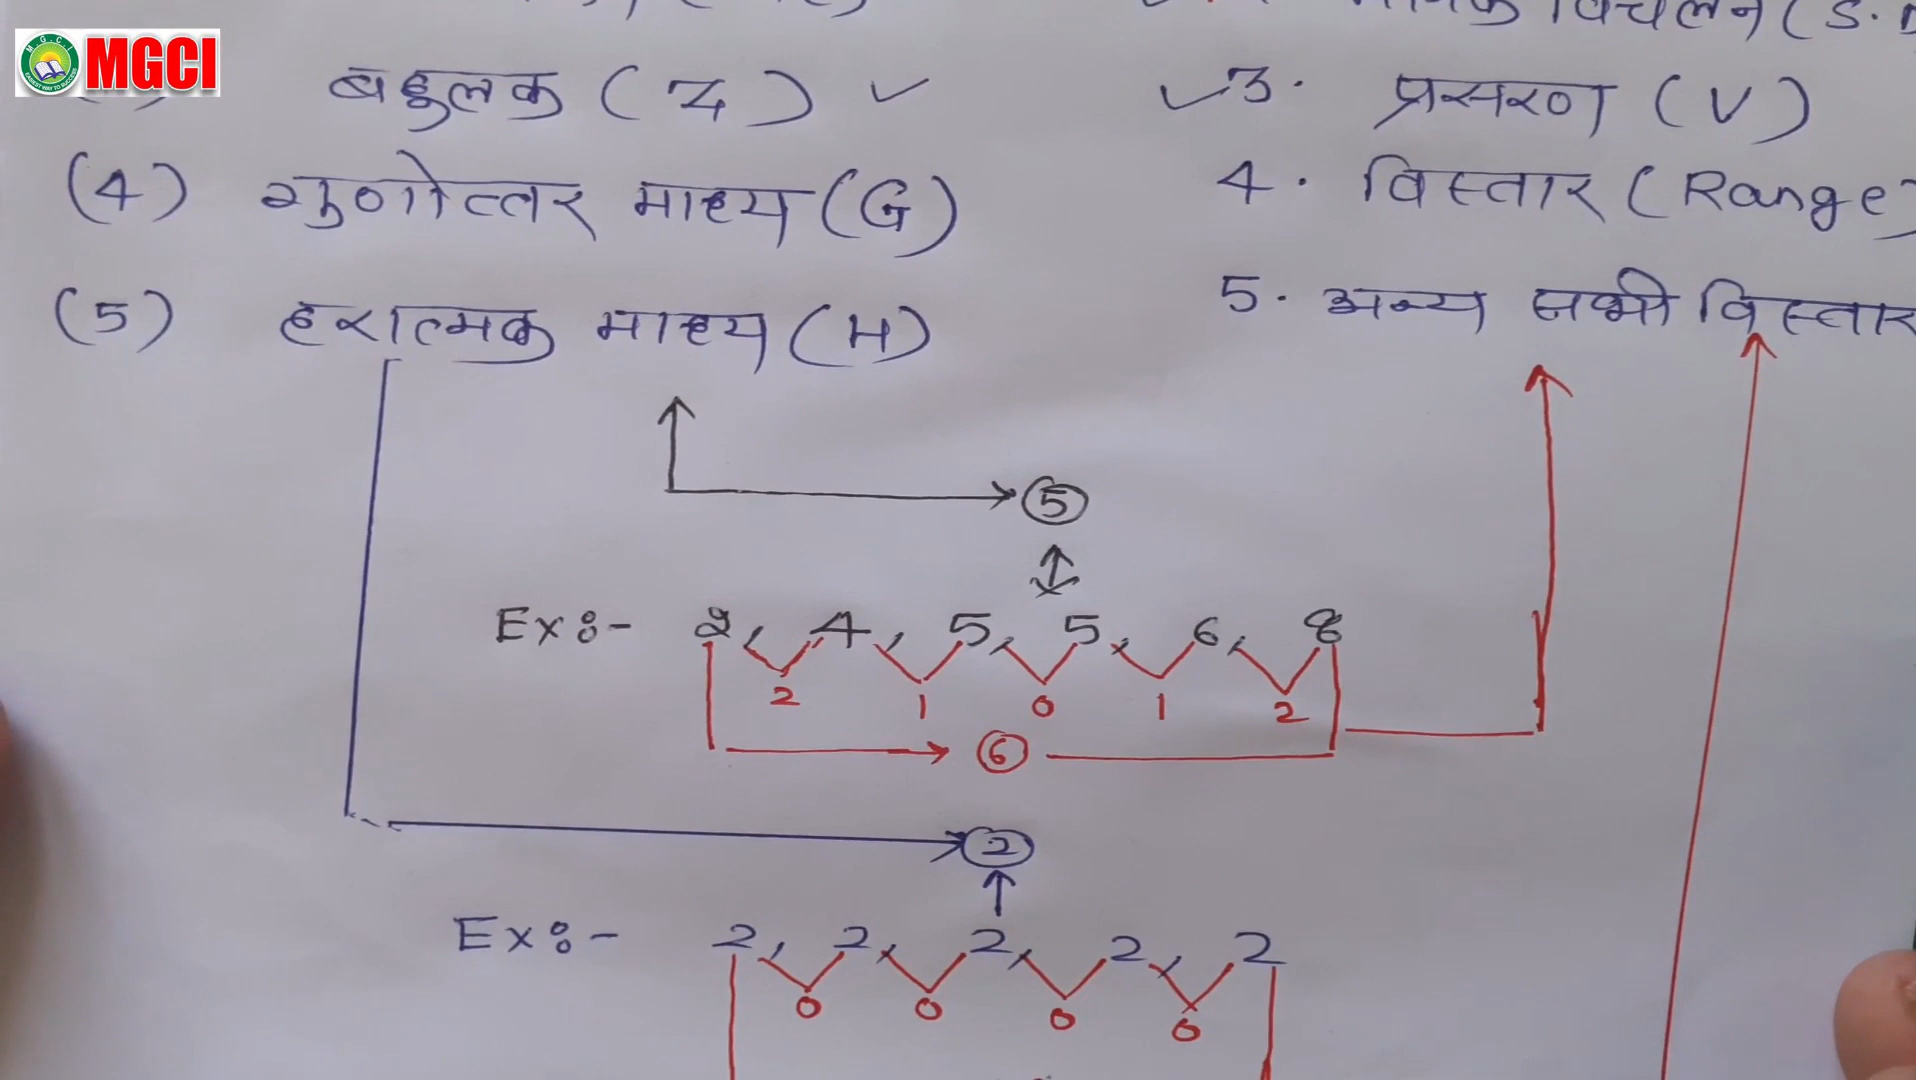 MGCI
बहुलक (Z) ✓
(4) गुणोत्तर माध्य (G)
(5) हरात्मक माध्य (H)
विचलन (S.
✓3. प्रसरण (V)
4. विस्तार (Range)
5. अन्य सभी विस्तार
5
Ex:- 2, 4, 5, 5, 6, 8
2 1 0 1 2
6
2
Ex:- 2, 2, 2, 2, 2
0 0 0 0